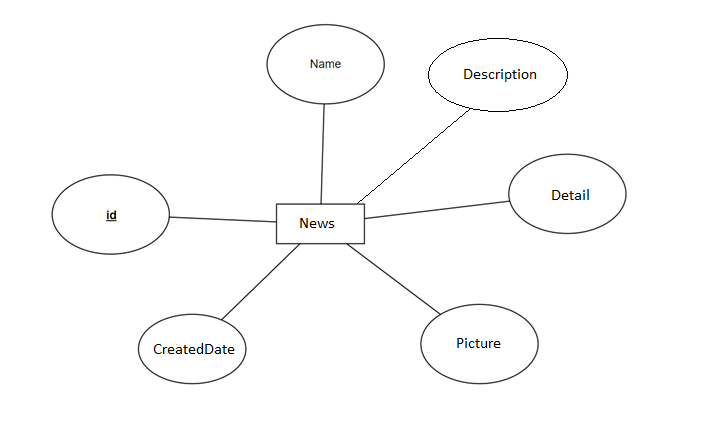 Name
Description
id
Detail
News
CreatedDate
Picture